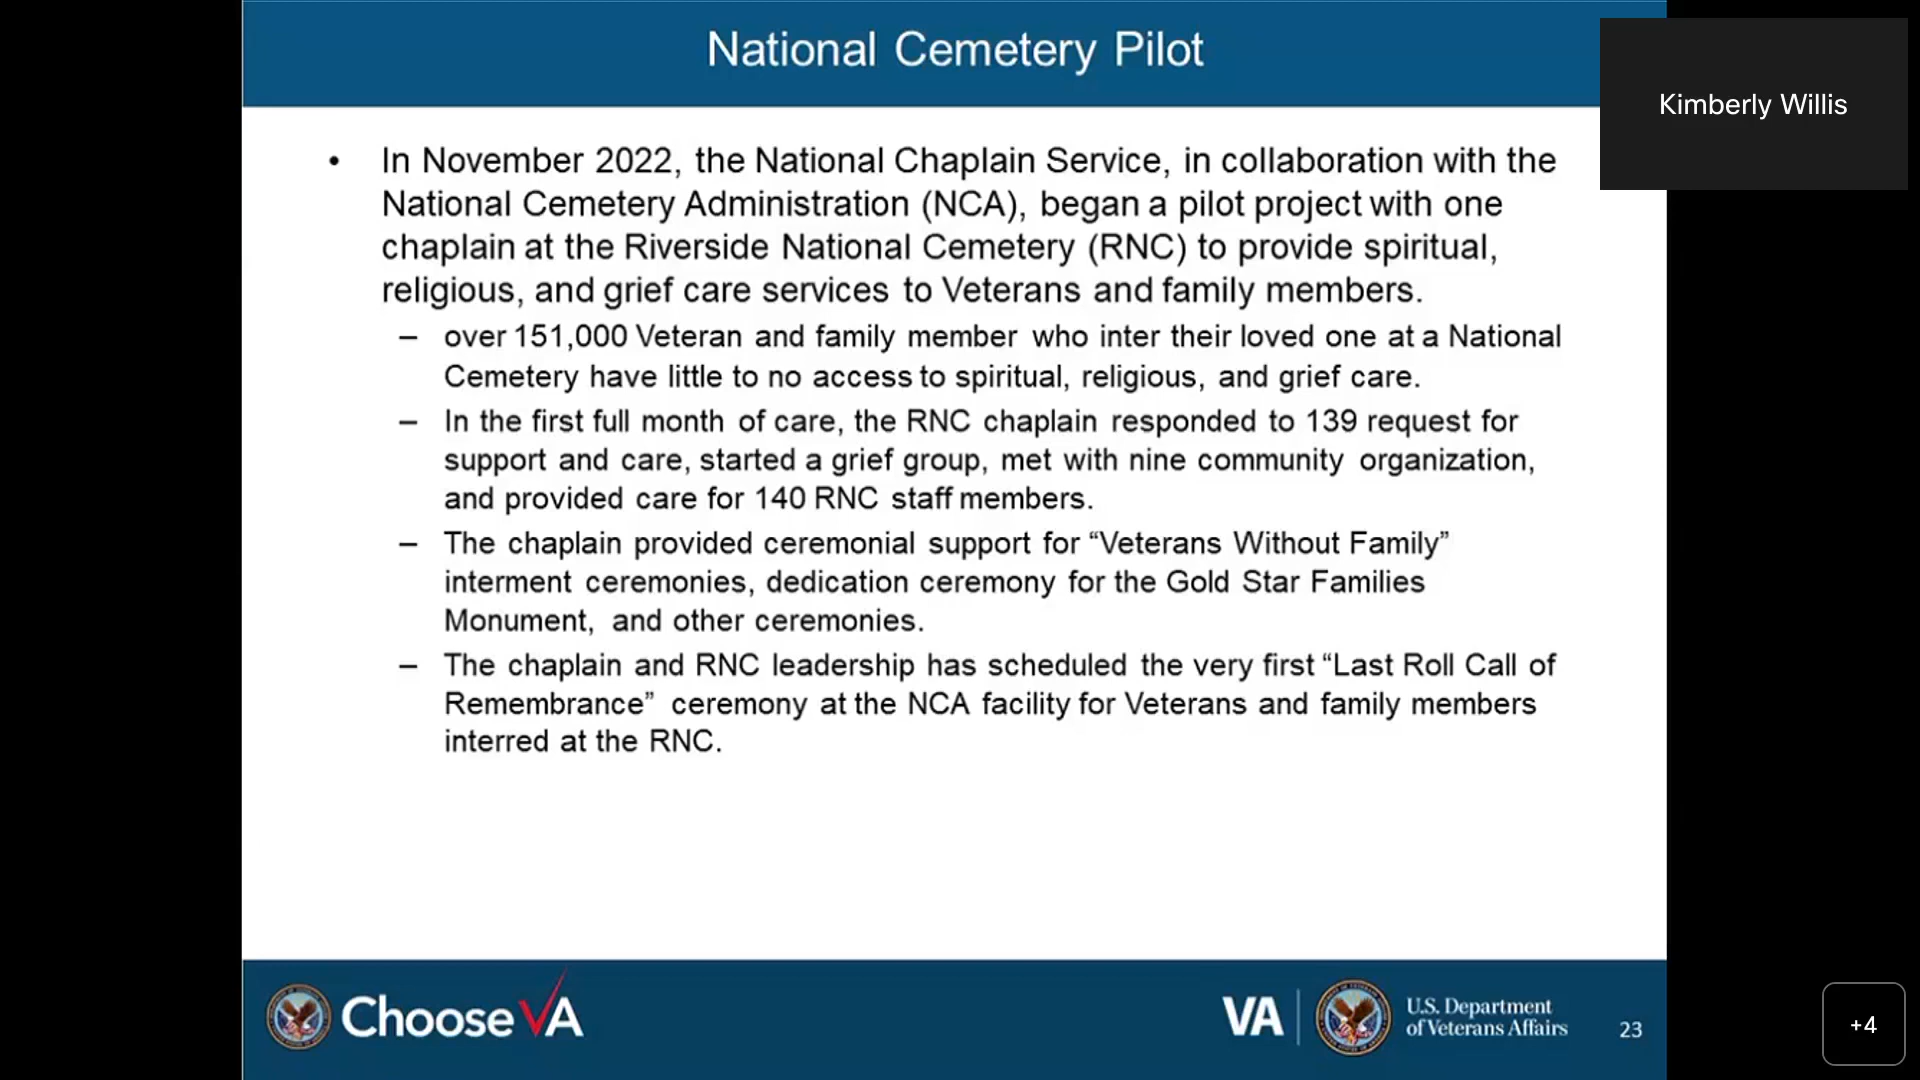 National Cemetery Pilot
Kimberly Willis
• In November 2022, the National Chaplain Service, in collaboration with the
National Cemetery Administration (NCA), began a pilot project with one
chaplain at the Riverside National Cemetery (RNC) to provide spiritual,
religious, and grief care services to Veterans and family members.
– over 151,000 Veteran and family member who inter their loved one at a National
Cemetery have little to no access to spiritual, religious, and grief care.
– In the first full month of care, the RNC chaplain responded to 139 request for
support and care, started a grief group, met with nine community organization,
and provided care for 140 RNC staff members.
– The chaplain provided ceremonial support for “Veterans Without Family”
interment ceremonies, dedication ceremony for the Gold Star Families
Monument, and other ceremonies.
– The chaplain and RNC leadership has scheduled the very first “Last Roll Call of
Remembrance” ceremony at the NCA facility for Veterans and family members
interred at the RNC.
Choose VA
VA
U.S. Department
of Veterans Affairs
23
+4